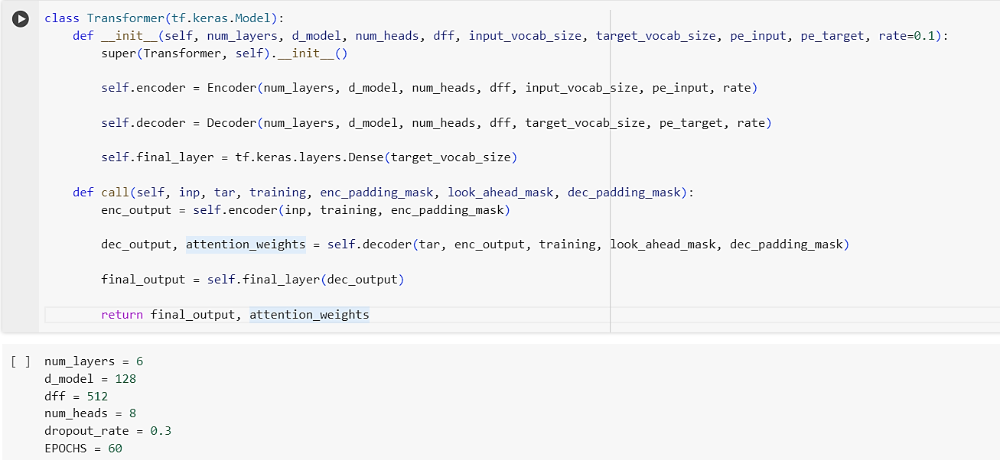 class Transformer(tf.keras.Model):
    def __init__(self, num_layers, d_model, num_heads, dff, input_vocab_size, target_vocab_size, pe_input, pe_target, rate=0.1):
        super(Transformer, self).__init__()
        self.encoder = Encoder(num_layers, d_model, num_heads, dff, input_vocab_size, pe_input, rate)
        self.decoder = Decoder(num_layers, d_model, num_heads, dff, target_vocab_size, pe_target, rate)
        self.final_layer = tf.keras.layers.Dense(target_vocab_size)
    def call(self, inp, tar, training, enc_padding_mask, look_ahead_mask, dec_padding_mask):
        enc_output = self.encoder(inp, training, enc_padding_mask)
        dec_output, attention_weights = self.decoder(tar, enc_output, training, look_ahead_mask, dec_padding_mask)
        final_output = self.final_layer(dec_output)
        return final_output, attention_weights
[ ] num_layers = 6
d_model = 128
dff = 512
num_heads = 8
dropout_rate = 0.3
EPOCHS = 60